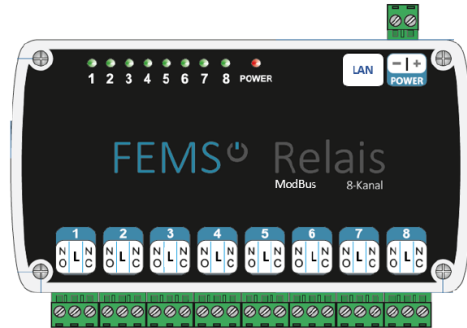 1 2 3 4 5 6 7 8 POWER
LAN
- | +
POWER
FEMS Relais
ModBus 8-Kanal
1 2 3 4 5 6 7 8
NO L NC NO L NC NO L NC NO L NC NO L NC NO L NC NO L NC NO L NC